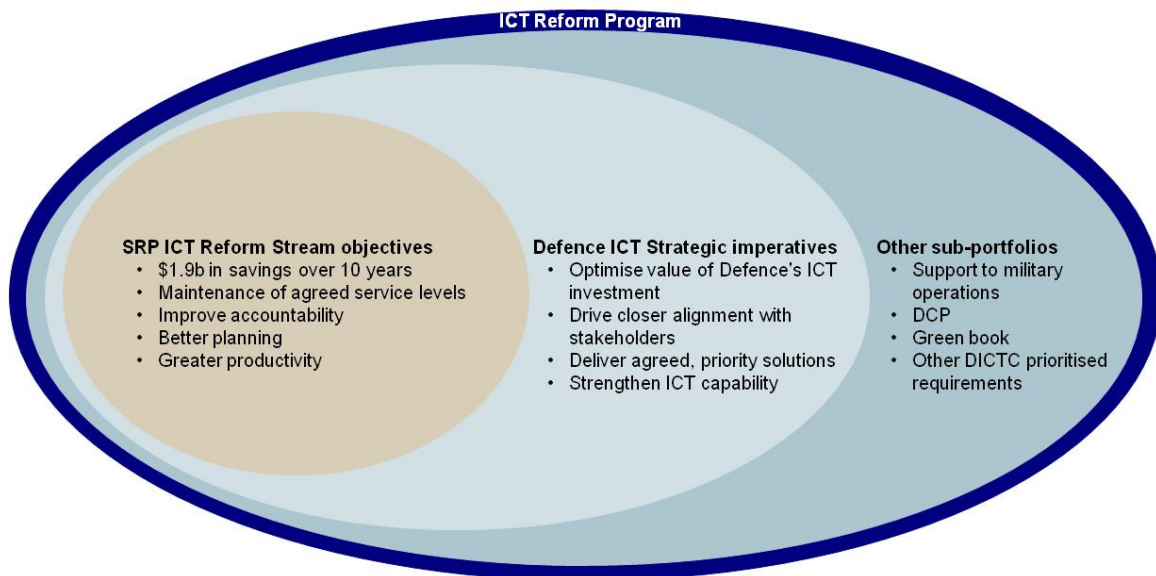 ICT Reform Program
SRP ICT Reform Stream objectives
• $1.9b in savings over 10 years
• Maintenance of agreed service levels
• Improve accountability
• Better planning
• Greater productivity
Defence ICT Strategic imperatives
• Optimise value of Defence's ICT
investment
• Drive closer alignment with
stakeholders
• Deliver agreed, priority solutions
• Strengthen ICT capability
Other sub-portfolios
• Support to military
operations
• DCP
• Green book
• Other DICTC prioritised
requirements